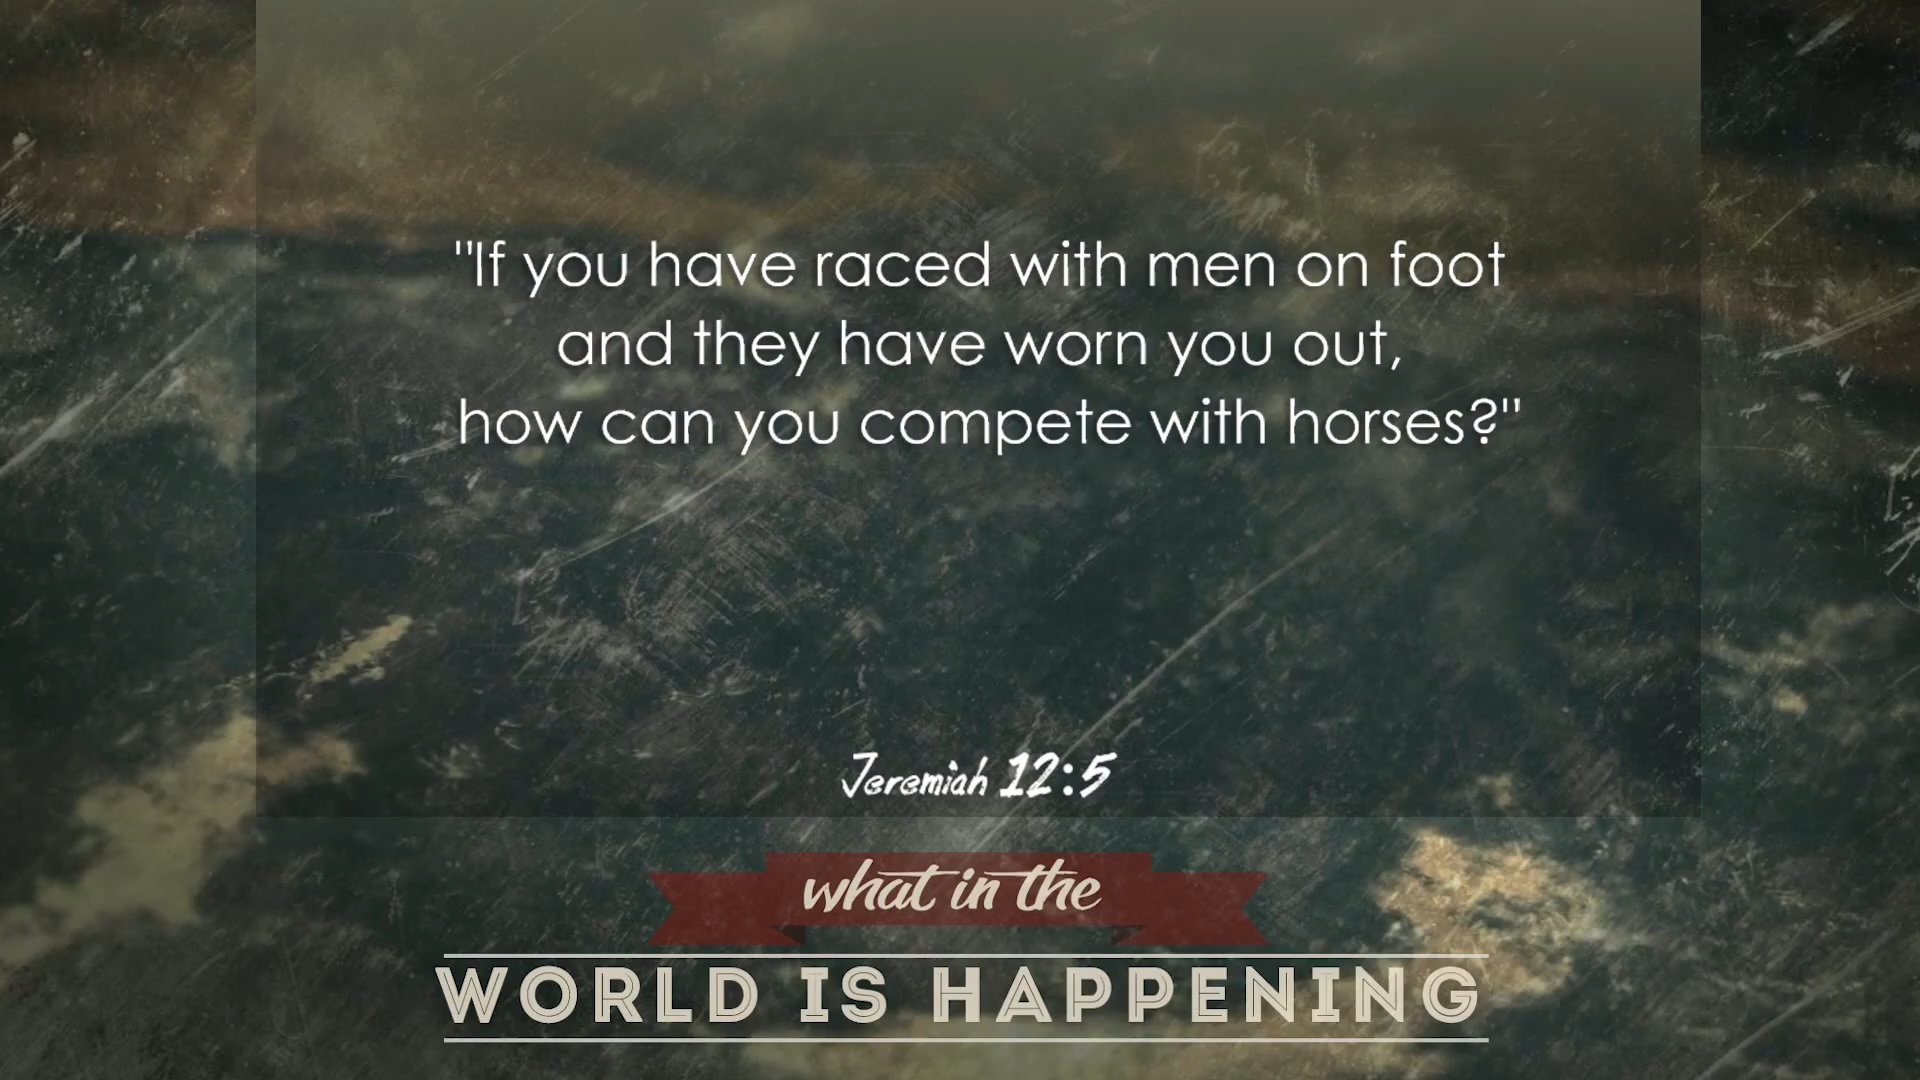 "If you have raced with men on foot
and they have worn you out,
how can you compete with horses?"
Jeremiah 12:5
what in the
WORLD IS HAPPENING